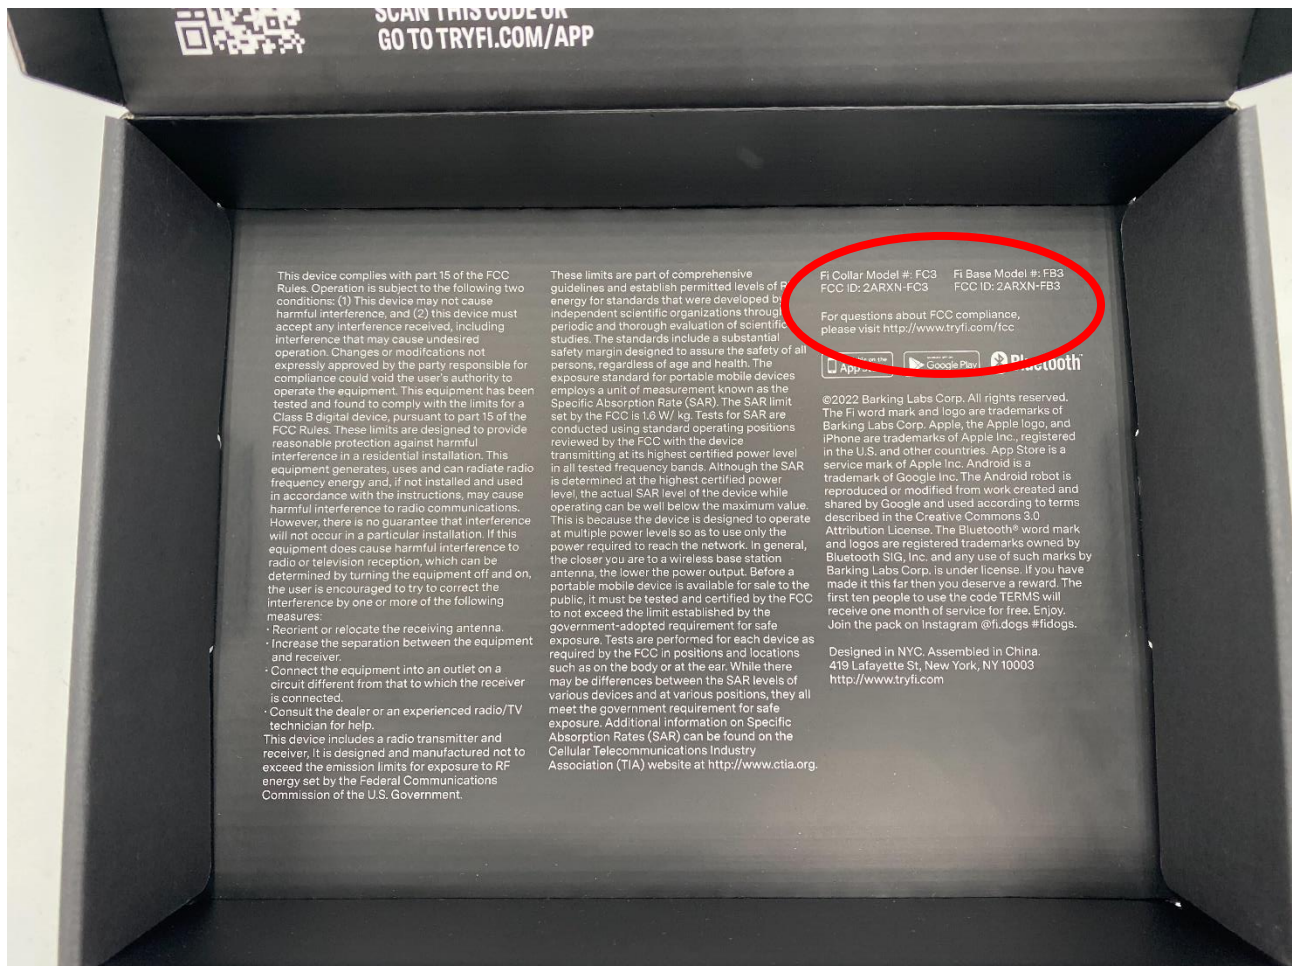 SCAN THIS CODE OR
GO TO TRYFI.COM/APP
This device complies with part 15 of the FCC
Rules. Operation is subject to the following two
conditions: (1) This device may not cause
harmful interference, and (2) this device must
accept any interference received, including
interference that may cause undesired
operation. Changes or modifcations not
expressly approved by the party responsible for
compliance could void the user's authority to
operate the equipment. This equipment has been
tested and found to comply with the limits for a
Class B digital device, pursuant to part 15 of the
FCC Rules. These limits are designed to provide
reasonable protection against harmful
interference in a residential installation. This
equipment generates, uses and can radiate radio
frequency energy and, if not installed and used
in accordance with the instructions, may cause
harmful interference to radio communications.
However, there is no guarantee that interference
will not occur in a particular installation. If this
equipment does cause harmful interference to
radio or television reception, which can be
determined by turning the equipment off and on,
the user is encouraged to try to correct the
interference by one or more of the following
measures:
· Reorient or relocate the receiving antenna.
· Increase the separation between the equipment
and receiver.
· Connect the equipment into an outlet on a
circuit different from that to which the receiver
is connected.
· Consult the dealer or an experienced radio/TV
technician for help.
This device includes a radio transmitter and
receiver, It is designed and manufactured not to
exceed the emission limits for exposure to RF
energy set by the Federal Communications
Commission of the U.S. Government.
These limits are part of comprehensive
guidelines and establish permitted levels of
energy for standards that were developed by
independent scientific organizations through
periodic and thorough evaluation of scientific
studies. The standards include a substantial
safety margin designed to assure the safety of all
persons, regardless of age and health. The
exposure standard for portable mobile devices
employs a unit of measurement known as the
Specific Absorption Rate (SAR). The SAR limit
set by the FCC is 1.6 W/ kg. Tests for SAR are
conducted using standard operating positions
reviewed by the FCC with the device
transmitting at its highest certified power level
in all tested frequency bands. Although the SAR
is determined at the highest certified power
level, the actual SAR level of the device while
operating can be well below the maximum value.
This is because the device is designed to operate
at multiple power levels so as to use only the
power required to reach the network. In general,
the closer you are to a wireless base station
antenna, the lower the power output. Before a
portable mobile device is available for sale to the
public, it must be tested and certified by the FCC
to not exceed the limit established by the
government-adopted requirement for safe
exposure. Tests are performed for each device as
required by the FCC in positions and locations
such as on the body or at the ear. While there
may be differences between the SAR levels of
various devices and at various positions, they all
meet the government requirement for safe
exposure. Additional information on Specific
Absorption Rates (SAR) can be found on the
Cellular Telecommunications Industry
Association (TIA) website at http://www.ctia.org.
Fi Collar Model #: FC3 Fi Base Model #: FB3
FCC ID: 2ARXN-FC3 FCC ID: 2ARXN-FB3
For questions about FCC compliance,
please visit http://www.tryfi.com/fcc
Google Play
Bluetooth
©2022 Barking Labs Corp. All rights reserved.
The Fi word mark and logo are trademarks of
Barking Labs Corp. Apple, the Apple logo, and
iPhone are trademarks of Apple Inc., registered
in the U.S. and other countries. App Store is a
service mark of Apple Inc. Android is a
trademark of Google Inc. The Android robot is
reproduced or modified from work created and
shared by Google and used according to terms
described in the Creative Commons 3.0
Attribution License. The Bluetooth® word mark
and logos are registered trademarks owned by
Bluetooth SIG, Inc. and any use of such marks by
Barking Labs Corp. is under license. If you have
made it this far then you deserve a reward. The
first ten people to use the code TERMS will
receive one month of service for free. Enjoy.
Join the pack on Instagram @fi.dogs #fidogs.
Designed in NYC. Assembled in China.
419 Lafayette St, New York, NY 10003
http://www.tryfi.com